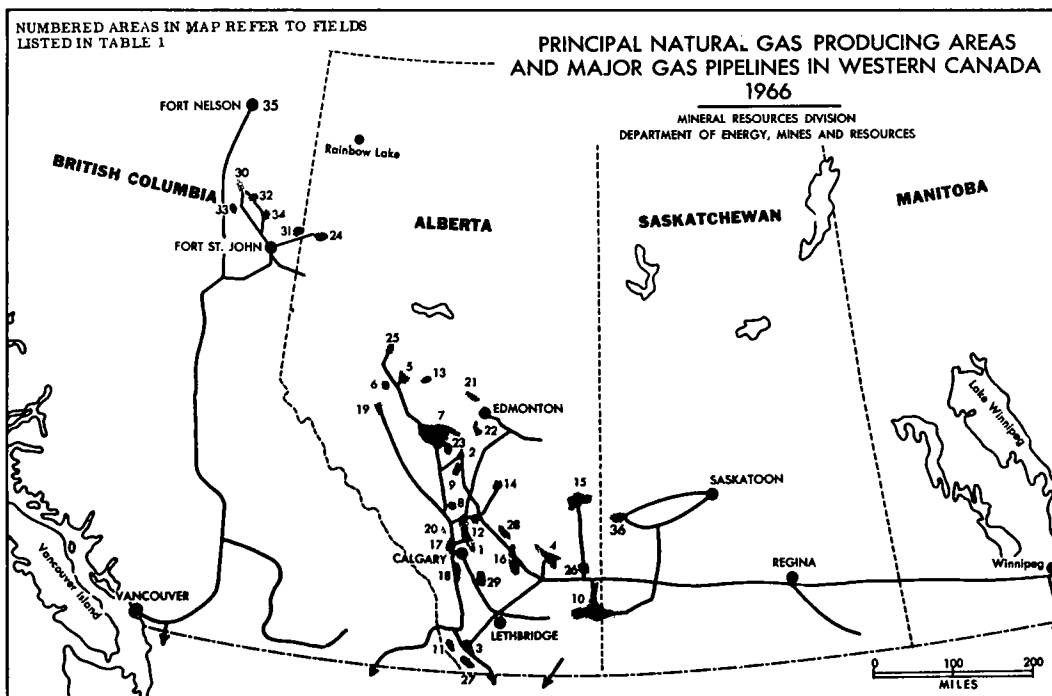 NUMBERED AREAS IN MAP REFER TO FIELDS
LISTED IN TABLE 1
PRINCIPAL NATURAL GAS PRODUCING AREAS
AND MAJOR GAS PIPELINES IN WESTERN CANADA
1966
MINERAL RESOURCES DIVISION
DEPARTMENT OF ENERGY, MINES AND RESOURCES
FORT NELSON
35
Rainbow Lake
BRITISH COLUMBIA
30
32
33
34
31
24
FORT ST. JOHN
ALBERTA
SASKATCHEWAN
MANITOBA
25
5
13
6
21
19
EDMONTON
7
22
23
2
9
14
8
15
SASKATOON
36
20
12
28
17
1
CALGARY
16
4
18
29
26
10
REGINA
Lake Winnipeg
Winnipeg
Vancouver Island
VANCOUVER
LETHBRIDGE
11
3
27
0 100 200
MILES